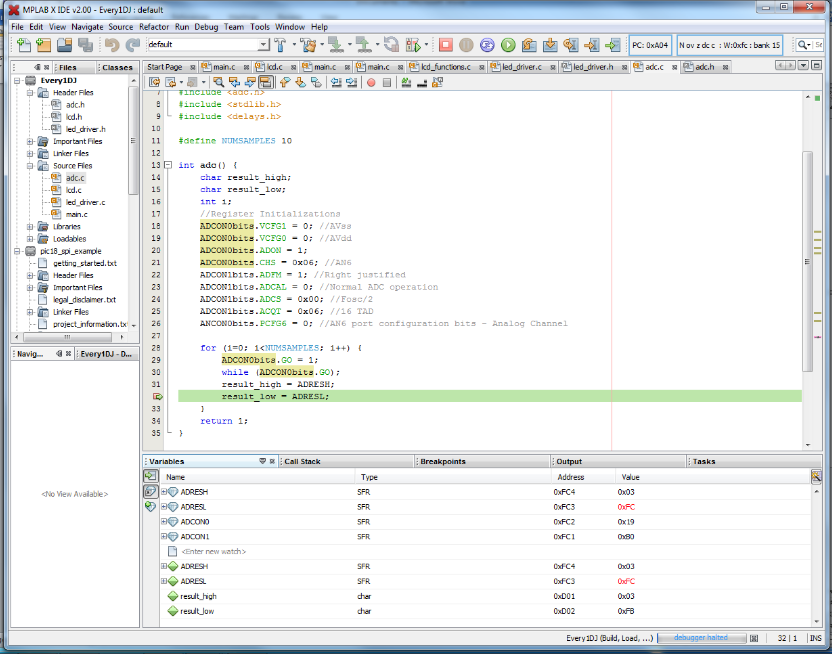 MPLAB X IDE v2.00 - Every1DJ : default
File Edit View Navigate Source Refactor Run Debug Team Tools Window Help
default PC: 0xA04 N ov z dc c : W:0xfc : bank 15
Files Classes
Start Page main.c lcd.c main.c main.c lcd_functions.c led_driver.c led_driver.h adc.c adc.h
Every1DJ
Header Files
adc.h
lcd.h
led_driver.h
Important Files
Linker Files
Source Files
adc.c
lcd.c
led_driver.c
main.c
Libraries
Loadables
pic18_spi_example
getting_started.txt
Header Files
Important Files
legal_disclaimer.txt
Linker Files
project_information.txt
7 #include <adc.h>
8 #include <stdlib.h>
9 #include <delays.h>
10
11 #define NUMSAMPLES 10
12
13 int adc() {
14 char result_high;
15 char result_low;
16 int i;
17 //Register Initializations
18 ADCON0bits.VCFG1 = 0; //AVss
19 ADCON0bits.VCFG0 = 0; //AVdd
20 ADCON0bits.ADON = 1;
21 ADCON0bits.CHS = 0x06; //AN6
22 ADCON1bits.ADFM = 1; //Right justified
23 ADCON1bits.ADCAL = 0; //Normal ADC operation
24 ADCON1bits.ADCS = 0x00; //Fosc/2
25 ADCON1bits.ACQT = 0x06; //16 TAD
26 ANCON0bits.PCFG6 = 0; //AN6 port configuration bits - Analog Channel
27
28 for (i=0; i<NUMSAMPLES; i++) {
29 ADCON0bits.GO = 1;
30 while (ADCON0bits.GO);
31 result_high = ADRESH;
result_low = ADRESL;
33 }
34 return 1;
35 }
Navig... Every1DJ - D...
<No View Available>
Variables Call Stack Breakpoints Output Tasks
Name Type Address Value
ADRESH SFR 0xFC4 0x03
ADRESL SFR 0xFC3 0xFC
ADCON0 SFR 0xFC2 0x19
ADCON1 SFR 0xFC1 0x80
<Enter new watch>
ADRESH SFR 0xFC4 0x03
ADRESL SFR 0xFC3 0xFC
result_high char 0xD01 0x03
result_low char 0xD02 0xFB
Every1DJ (Build, Load, ...) debugger halted 32 | 1 INS